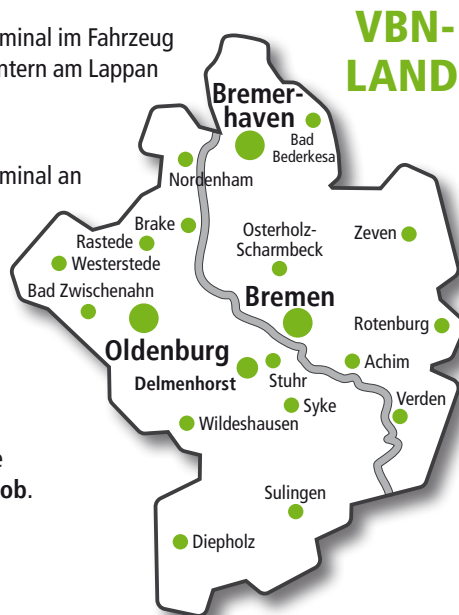 minal im Fahrzeug
ntern am Lappan
minal an
e
ob.
VBN-
LAND
Bremer-
haven
Bad
Bederkesa
Nordenham
Brake
Rastede
Westerstede
Bad Zwischenahn
Osterholz-
Scharmbeck
Zeven
Bremen
Rotenburg
Oldenburg
Delmenhorst
Stuhr
Achim
Syke
Verden
Wildeshausen
Sulingen
Diepholz